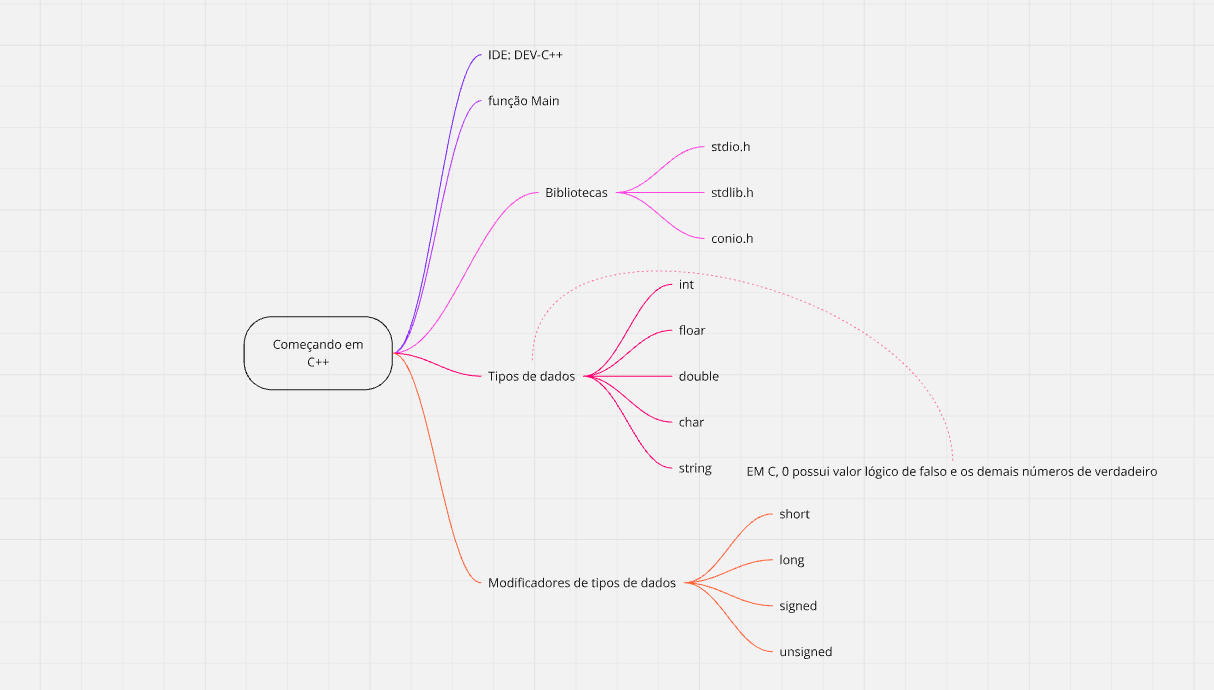 IDE: DEV-C++
função Main
Bibliotecas
stdio.h
stdlib.h
conio.h
Começando em
C++
Tipos de dados
int
floar
double
char
string
EM C, 0 possui valor lógico de falso e os demais números de verdadeiro
Modificadores de tipos de dados
short
long
signed
unsigned